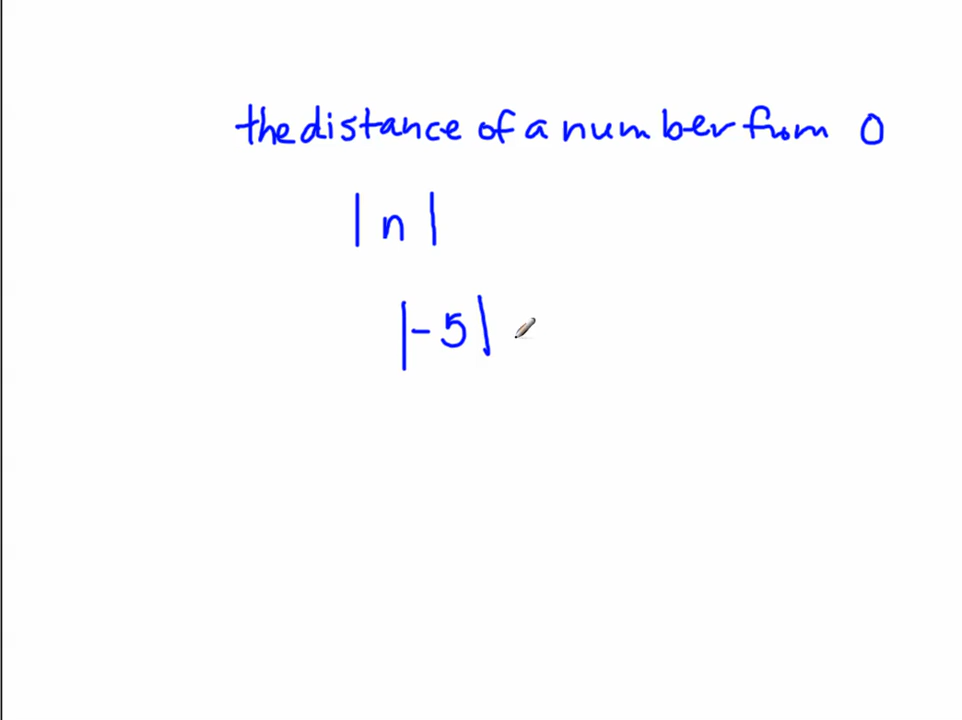 the distance of a number from 0
|n|
|-5|